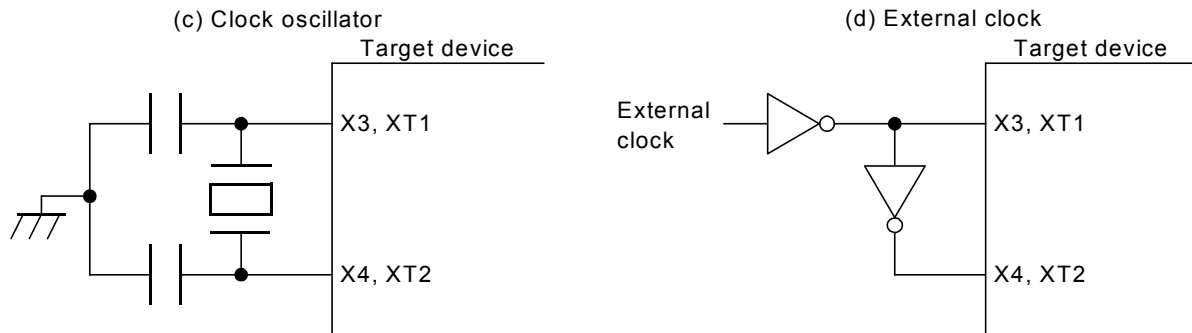 (c) Clock oscillator
Target device
X3, XT1
X4, XT2
(d) External clock
Target device
External
clock
X3, XT1
X4, XT2